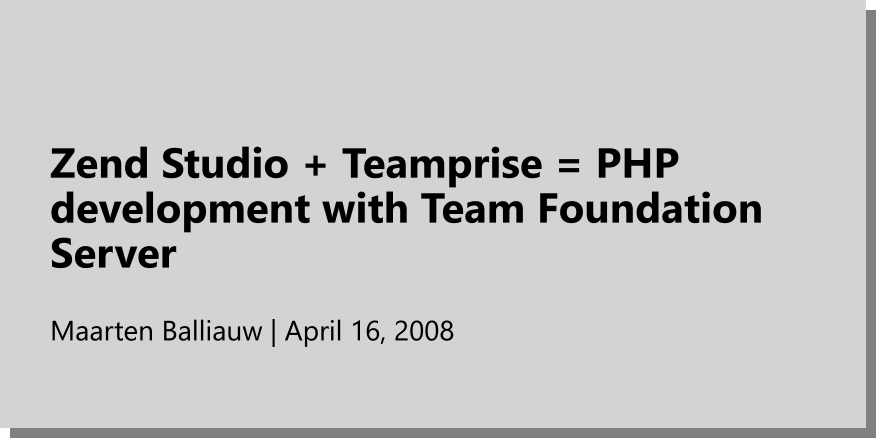 Zend Studio + Teamprise = PHP
development with Team Foundation
Server
Maarten Balliauw | April 16, 2008